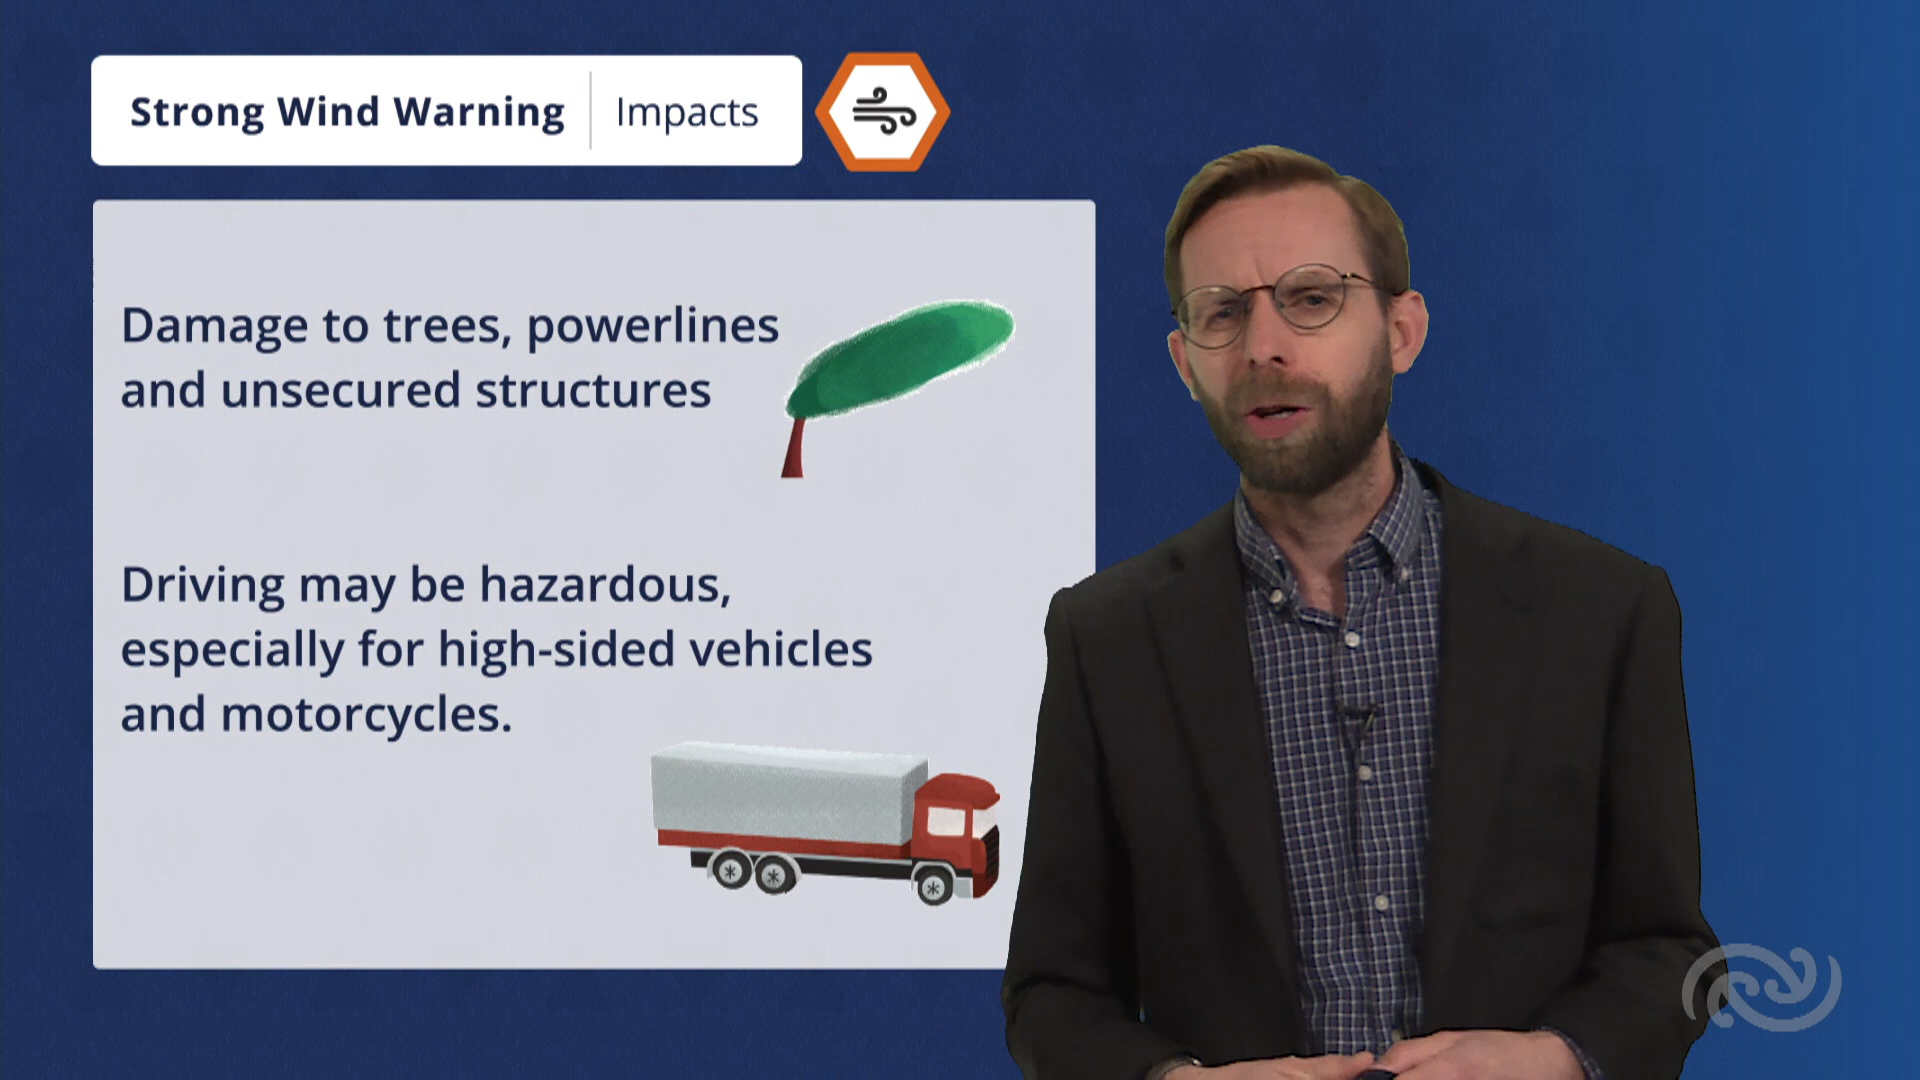 Strong Wind Warning | Impacts
Damage to trees, powerlines
and unsecured structures
Driving may be hazardous,
especially for high-sided vehicles
and motorcycles.